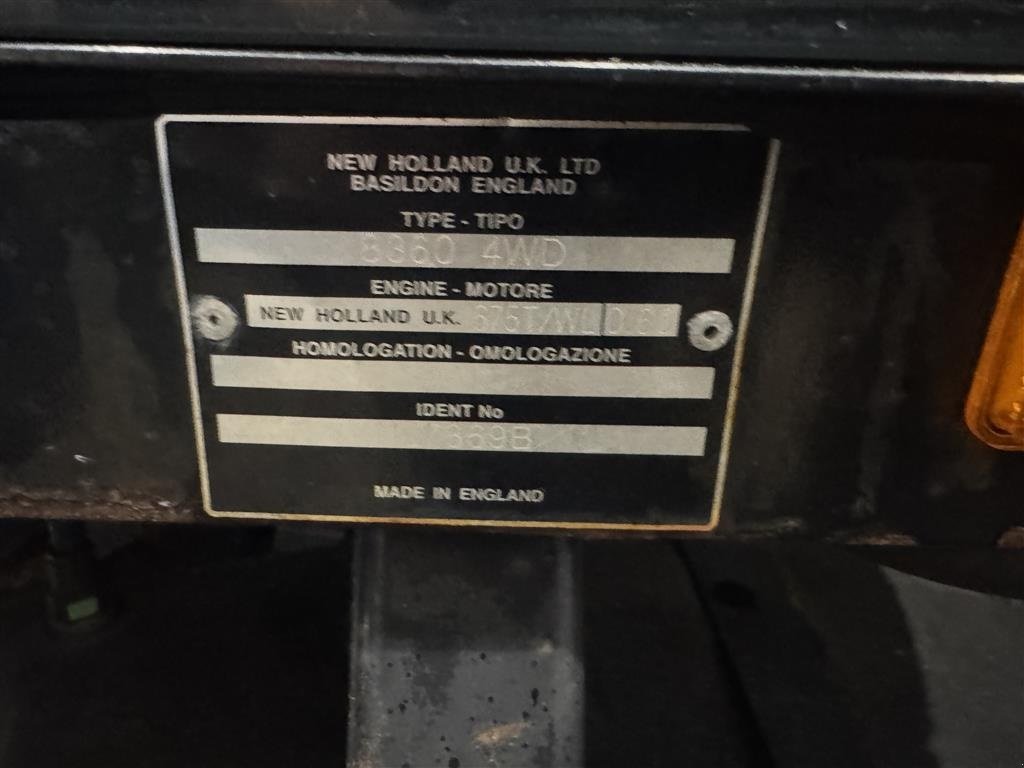 NEW HOLLAND U.K. LTD
BASILDON ENGLAND
TYPE - TIPO
8360 4WD
ENGINE - MOTORE
NEW HOLLAND U.K.
HOMOLOGATION - OMOLOGAZIONE
IDENT No
MADE IN ENGLAND